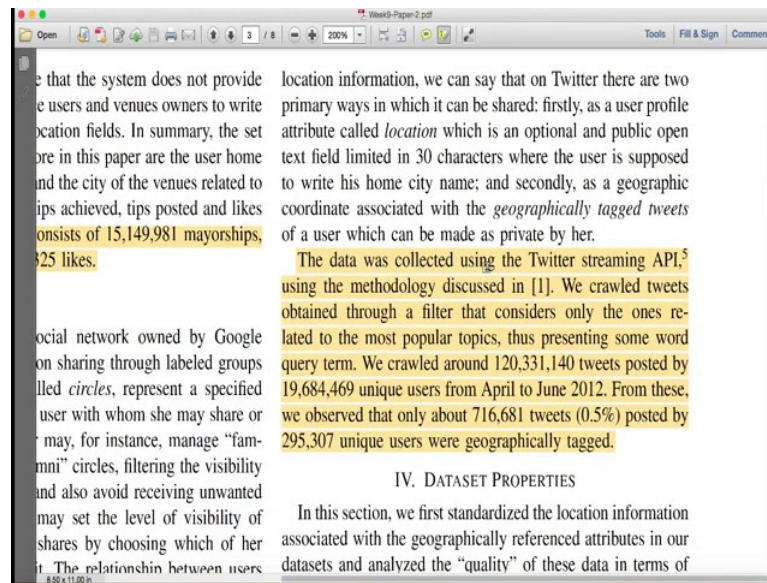 Week9-Paper-2.pdf
Open 3 / 8 200% Tools Fill & Sign Commen
e that the system does not provide
e users and venues owners to write
ocation fields. In summary, the set
ore in this paper are the user home
nd the city of the venues related to
ips achieved, tips posted and likes
onsists of 15,149,981 mayorships,
325 likes.
ocial network owned by Google
on sharing through labeled groups
lled circles, represent a specified
user with whom she may share or
may, for instance, manage “fam-
mni” circles, filtering the visibility
and also avoid receiving unwanted
may set the level of visibility of
shares by choosing which of her
it. The relationship between users
location information, we can say that on Twitter there are two
primary ways in which it can be shared: firstly, as a user profile
attribute called location which is an optional and public open
text field limited in 30 characters where the user is supposed
to write his home city name; and secondly, as a geographic
coordinate associated with the geographically tagged tweets
of a user which can be made as private by her.
The data was collected using the Twitter streaming API,5
using the methodology discussed in [1]. We crawled tweets
obtained through a filter that considers only the ones re-
lated to the most popular topics, thus presenting some word
query term. We crawled around 120,331,140 tweets posted by
19,684,469 unique users from April to June 2012. From these,
we observed that only about 716,681 tweets (0.5%) posted by
295,307 unique users were geographically tagged.
IV. DATASET PROPERTIES
In this section, we first standardized the location information
associated with the geographically referenced attributes in our
datasets and analyzed the “quality” of these data in terms of
8.50 x 11.00 in